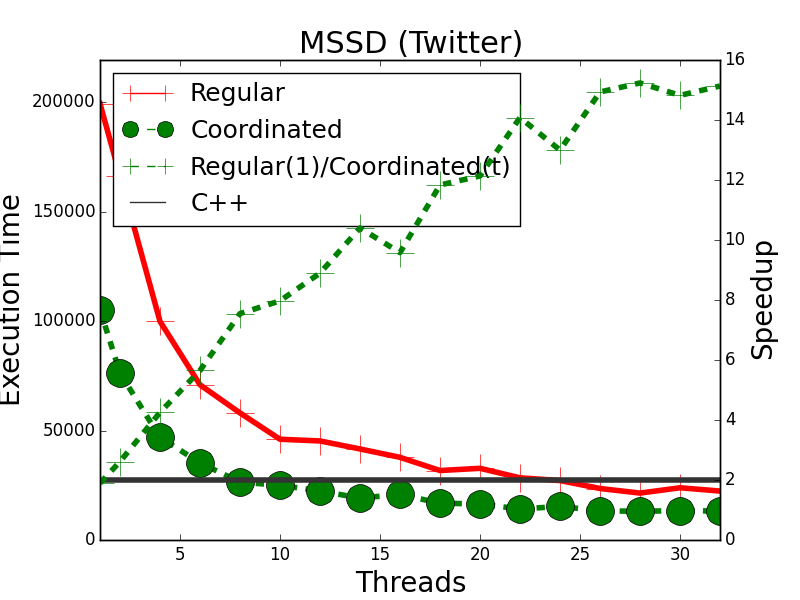 MSSD (Twitter)
Regular
Coordinated
Regular(1)/Coordinated(t)
C++
Execution Time
200000
150000
100000
50000
0
16
14
12
10
8
6
4
2
0
Speedup
5 10 15 20 25 30
Threads